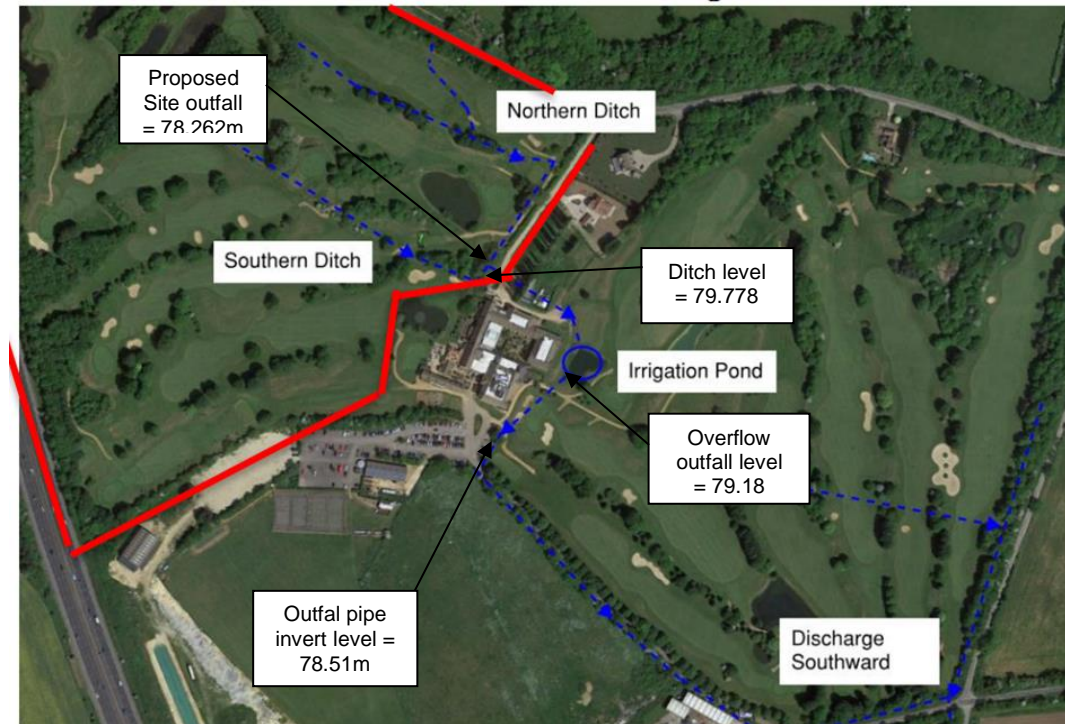 Proposed
Site outfall
= 78.262m
Northern Ditch
Southern Ditch
Ditch level
= 79.778
Irrigation Pond
Overflow
outfall level
= 79.18
Outfal pipe
invert level =
78.51m
Discharge
Southward